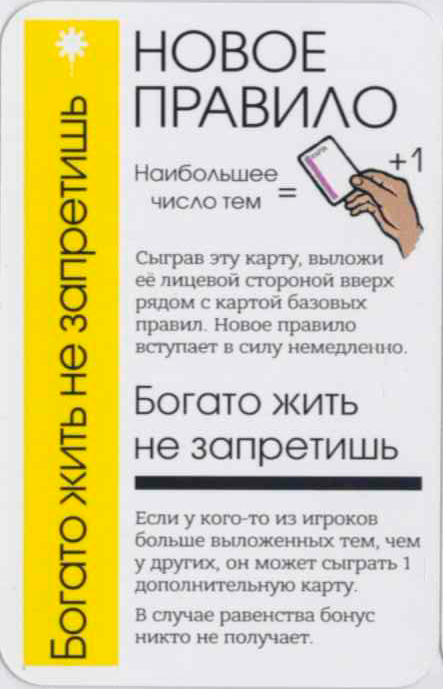 Богато жить не запретишь
НОВОЕ
ПРАВИЛО
Наибольшее
число тем
=
КАРТА
+1
Сыграв эту карту, выложи
её лицевой стороной вверх
рядом с картой базовых
правил. Новое правило
вступает в силу немедленно.
Богато жить
не запретишь
Если у кого-то из игроков
больше выложенных тем, чем
у других, он может сыграть 1
дополнительную карту.
В случае равенства бонус
никто не получает.